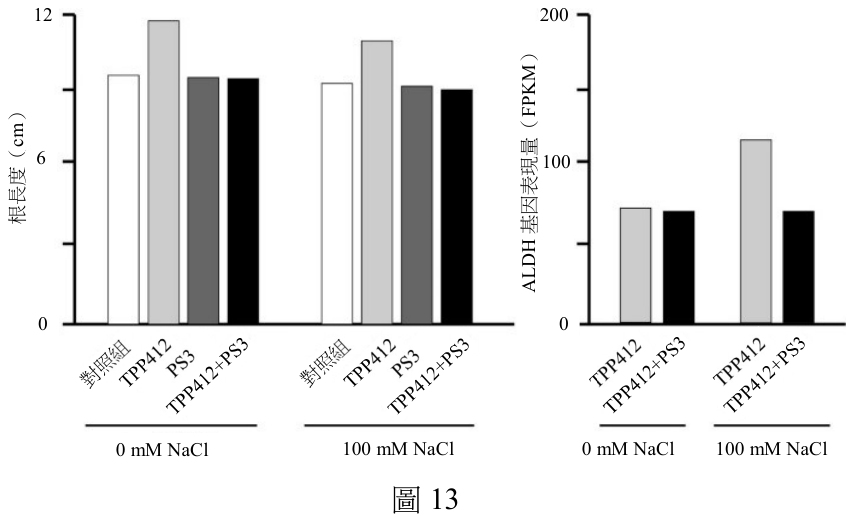 12
6
0
根長度（cm）
對照組
TPP412
PS3
TPP412+PS3
對照組
TPP412
PS3
TPP412+PS3
0 mM NaCl
100 mM NaCl
200
100
0
ALDH 基因表現量（FPKM）
TPP412
TPP412+PS3
TPP412
TPP412+PS3
0 mM NaCl
100 mM NaCl
圖 13